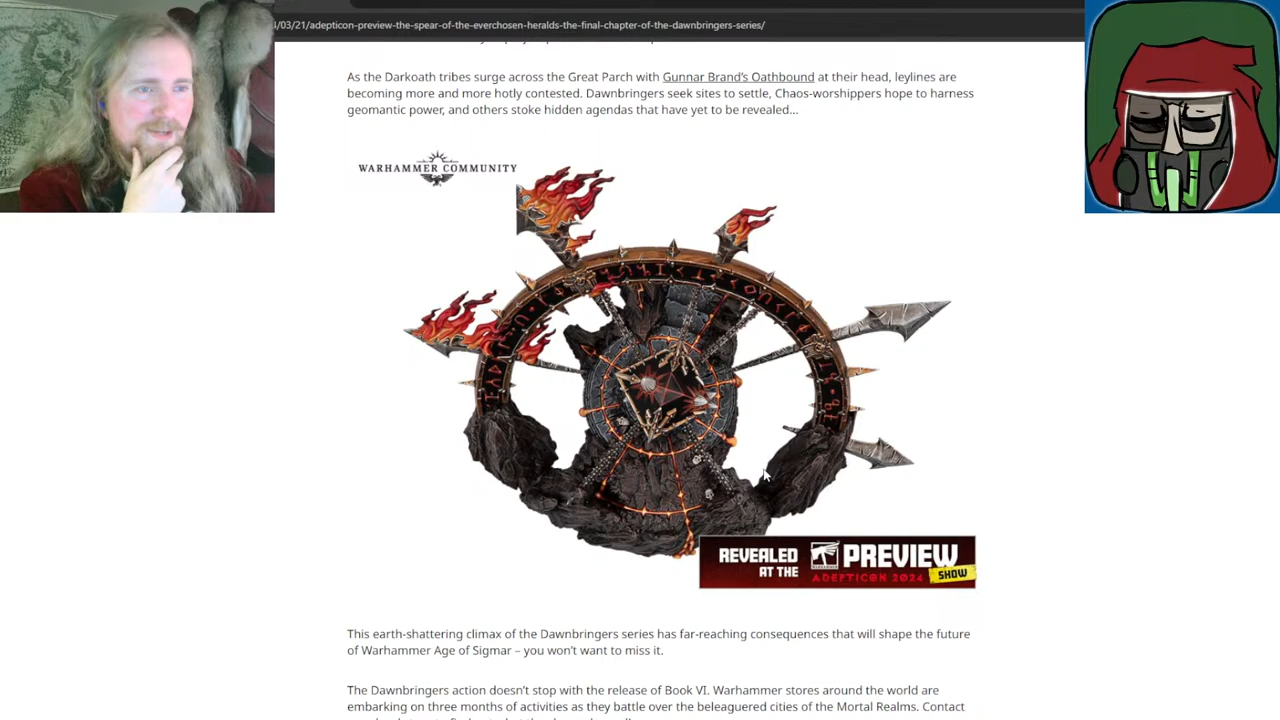 /03/21/adepticon-preview-the-spear-of-the-everchosen-heralds-the-final-chapter-of-the-dawnbringers-series/
As the Darkoath tribes surge across the Great Parch with Gunnar Brand's Oathbound at their head, leylines are
becoming more and more hotly contested. Dawnbringers seek sites to settle, Chaos-worshippers hope to harness
geomantic power, and others stoke hidden agendas that have yet to be revealed...
WARHAMMER COMMUNITY
REVEALED
AT THE
PREVIEW
ADEPTICON 2024
SHOW
This earth-shattering climax of the Dawnbringers series has far-reaching consequences that will shape the future
of Warhammer Age of Sigmar – you won't want to miss it.
The Dawnbringers action doesn't stop with the release of Book VI. Warhammer stores around the world are
embarking on three months of activities as they battle over the beleaguered cities of the Mortal Realms. Contact